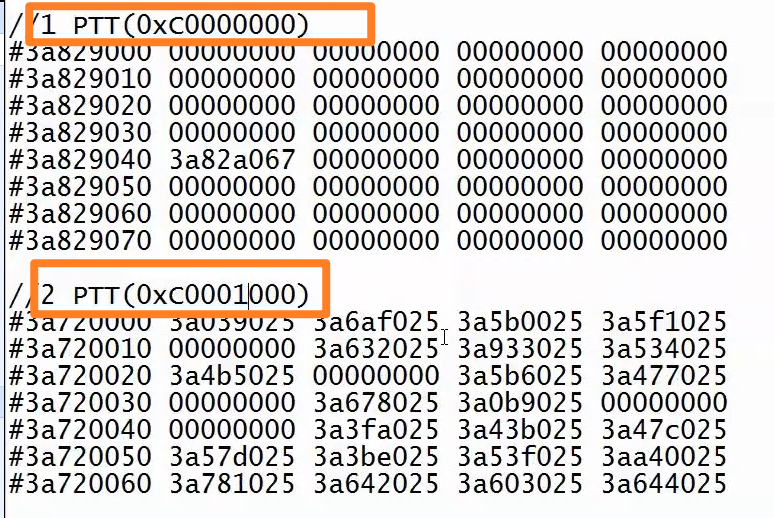 //1 PTT(0xC0000000)
#3a829000 00000000 00000000 00000000 00000000
#3a829010 00000000 00000000 00000000 00000000
#3a829020 00000000 00000000 00000000 00000000
#3a829030 00000000 00000000 00000000 00000000
#3a829040 3a82a067 00000000 00000000 00000000
#3a829050 00000000 00000000 00000000 00000000
#3a829060 00000000 00000000 00000000 00000000
#3a829070 00000000 00000000 00000000 00000000
//2 PTT(0xC0001000)
#3a720000 3a039025 3a6af025 3a5b0025 3a5f1025
#3a720010 00000000 3a632025 3a933025 3a534025
#3a720020 3a4b5025 00000000 3a5b6025 3a477025
#3a720030 00000000 3a678025 3a0b9025 00000000
#3a720040 00000000 3a3fa025 3a43b025 3a47c025
#3a720050 3a57d025 3a3be025 3a53f025 3aa40025
#3a720060 3a781025 3a642025 3a603025 3a644025